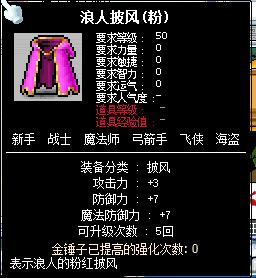 浪人披风(粉)
要求等级: 50
要求力量: 0
要求敏捷: 0
要求智力: 0
要求运气: 0
要求人气度: -
道具等级: -
道具经验值: -
新手 战士 魔法师 弓箭手 飞侠 海盗
装备分类 : 披风
攻击力 : +3
防御力 : +7
魔法防御力 : +7
可升级次数 : 5回
金锤子已提高的强化次数: 0
表示浪人的粉红披风